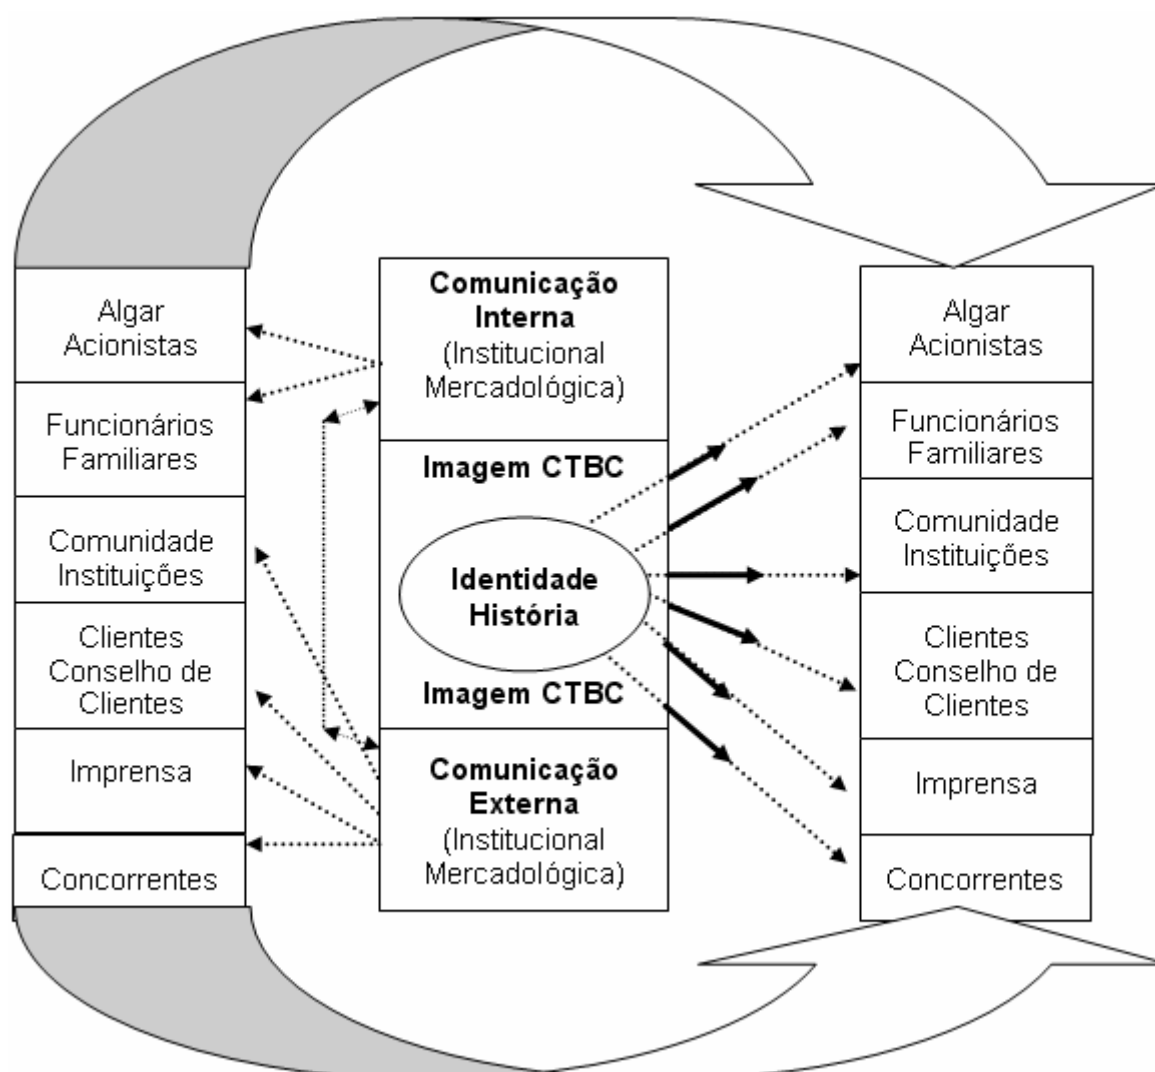 Algar
Acionistas
Funcionários
Familiares
Comunidade
Instituições
Clientes
Conselho de
Clientes
Imprensa
Concorrentes
Comunicação
Interna
(Institucional
Mercadológica)
Imagem CTBC
Identidade
História
Imagem CTBC
Comunicação
Externa
(Institucional
Mercadológica)
Algar
Acionistas
Funcionários
Familiares
Comunidade
Instituições
Clientes
Conselho de
Clientes
Imprensa
Concorrentes